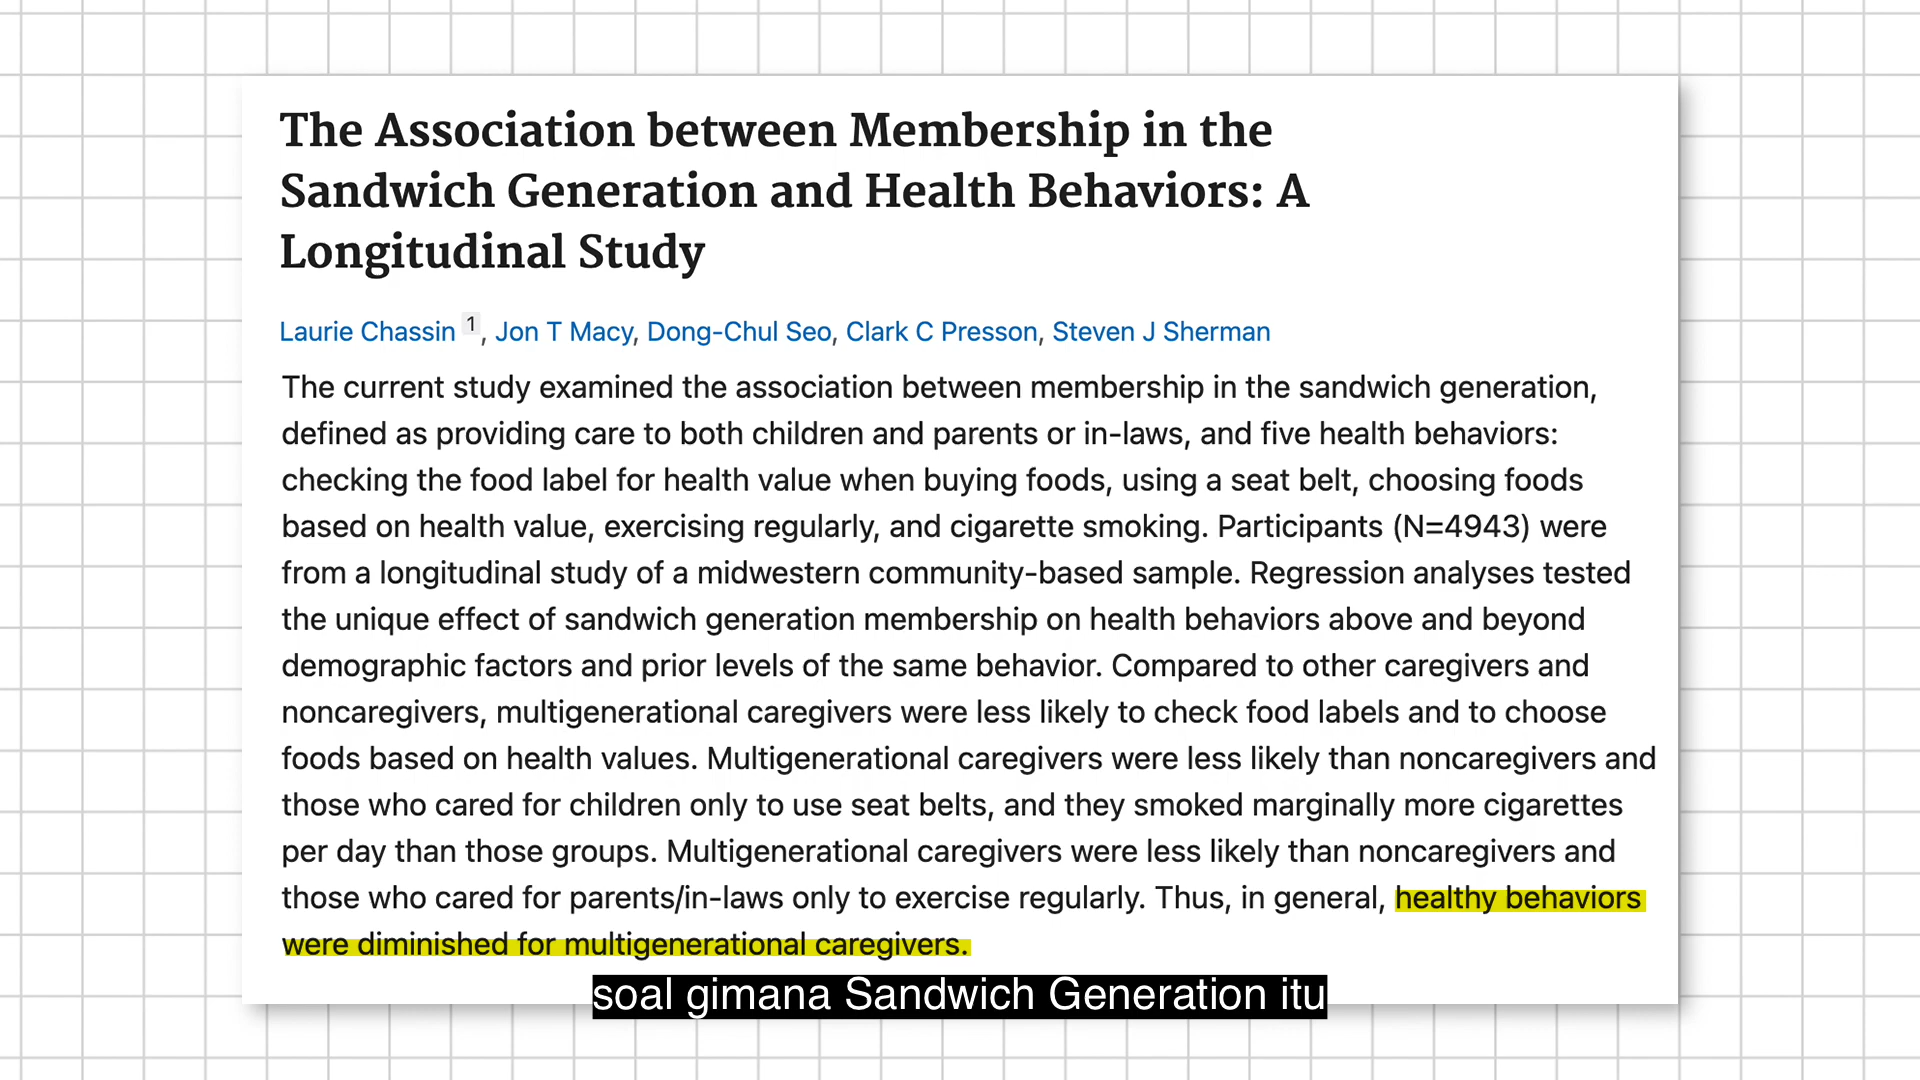 The Association between Membership in the
Sandwich Generation and Health Behaviors: A
Longitudinal Study
Laurie Chassin 1, Jon T Macy, Dong-Chul Seo, Clark C Presson, Steven J Sherman
The current study examined the association between membership in the sandwich generation,
defined as providing care to both children and parents or in-laws, and five health behaviors:
checking the food label for health value when buying foods, using a seat belt, choosing foods
based on health value, exercising regularly, and cigarette smoking. Participants (N=4943) were
from a longitudinal study of a midwestern community-based sample. Regression analyses tested
the unique effect of sandwich generation membership on health behaviors above and beyond
demographic factors and prior levels of the same behavior. Compared to other caregivers and
noncaregivers, multigenerational caregivers were less likely to check food labels and to choose
foods based on health values. Multigenerational caregivers were less likely than noncaregivers and
those who cared for children only to use seat belts, and they smoked marginally more cigarettes
per day than those groups. Multigenerational caregivers were less likely than noncaregivers and
those who cared for parents/in-laws only to exercise regularly. Thus, in general, healthy behaviors
were diminished for multigenerational caregivers.
soal gimana Sandwich Generation itu